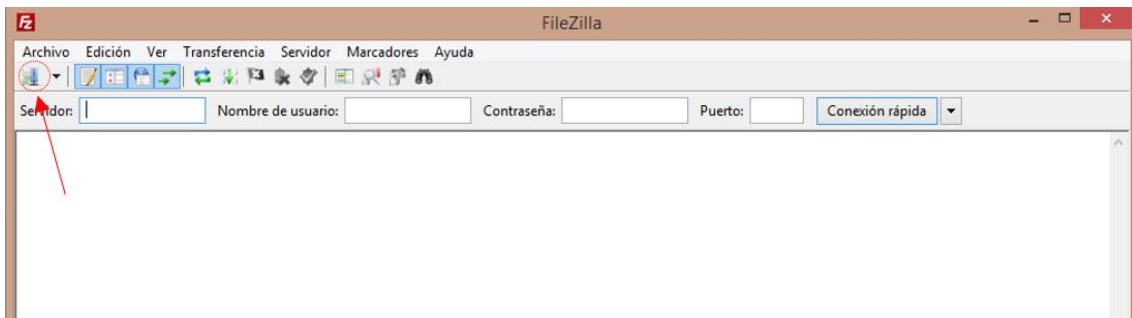 FileZilla
Archivo Edición Ver Transferencia Servidor Marcadores Ayuda
Servidor: Nombre de usuario: Contraseña: Puerto: Conexión rápida